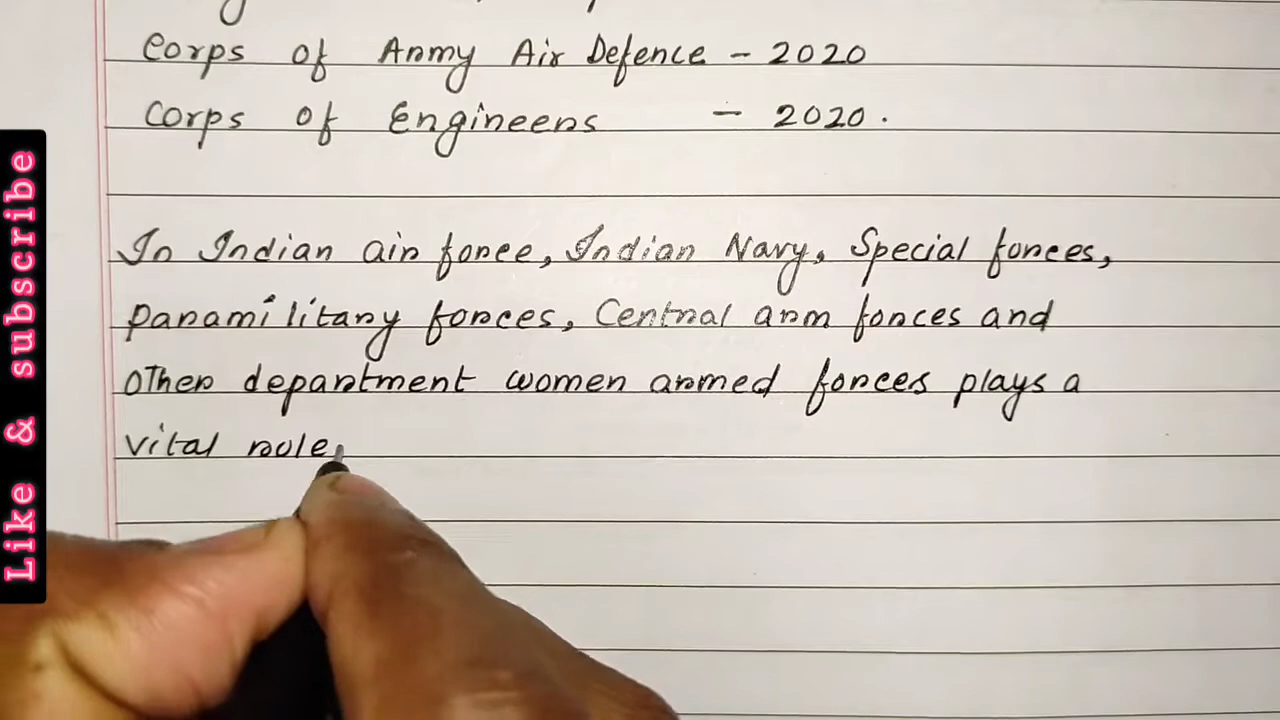 Corps of Army Air Defence - 2020
Corps of Engineers - 2020.
In Indian air force, Indian Navy, Special forces,
paramilitary forces, Central arm forces and
other department women armed forces plays a
vital role
Like & subscribe